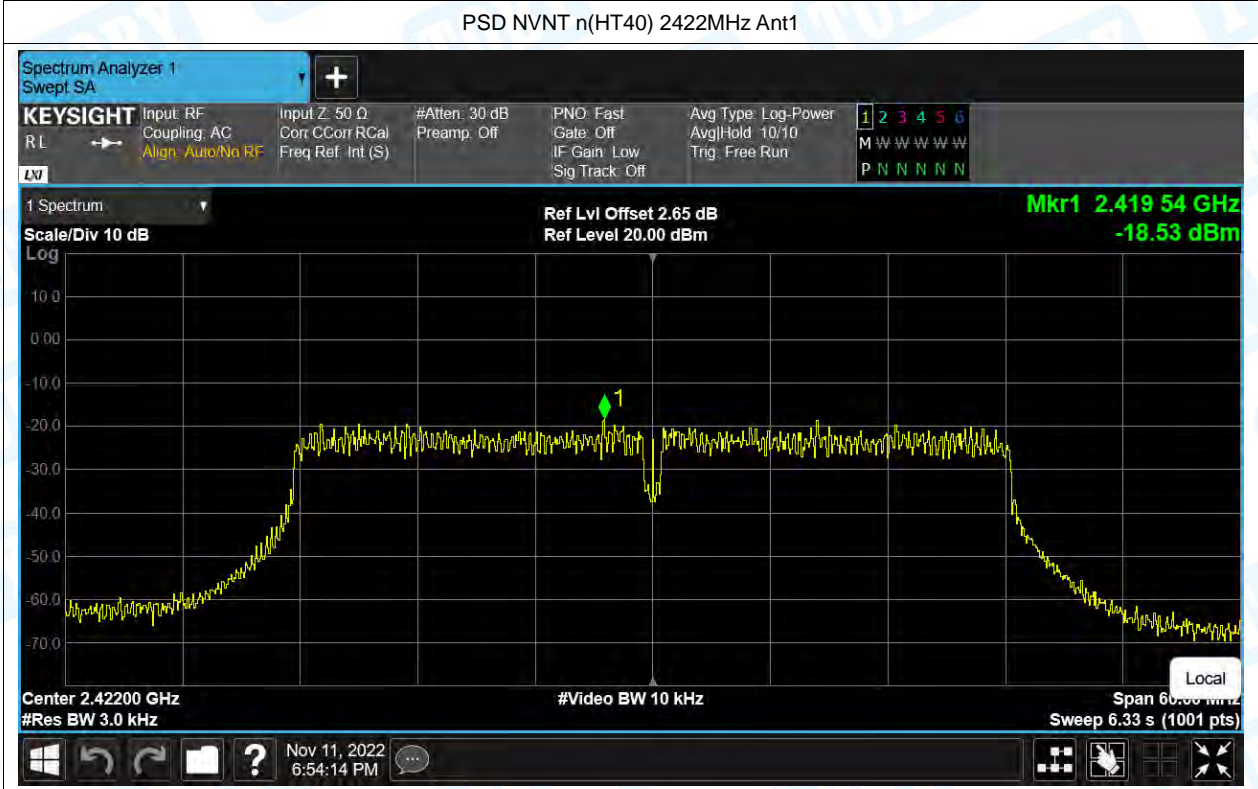 PSD NVNT n(HT40) 2422MHz Ant1
Spectrum Analyzer 1
Swept SA
+
KEYSIGHT
RL
LXI
Input: RF
Coupling: AC
Align: Auto/No RF
Input Z: 50 Ω
Corr CCorr RCal
Freq Ref: Int (S)
#Atten: 30 dB
Preamp: Off
PNO: Fast
Gate: Off
IF Gain: Low
Sig Track: Off
Avg Type: Log-Power
Avg|Hold: 10/10
Trig: Free Run
1 2 3 4 5 6
M W W W W W
P N N N N N
1 Spectrum
Scale/Div 10 dB
Ref Lvl Offset 2.65 dB
Ref Level 20.00 dBm
Mkr1 2.419 54 GHz
-18.53 dBm
Log
10.0
0.00
-10.0
-20.0
-30.0
-40.0
-50.0
-60.0
-70.0
1
Local
Center 2.42200 GHz
#Video BW 10 kHz
Span 60.00 MHz
#Res BW 3.0 kHz
Sweep 6.33 s (1001 pts)
?
Nov 11, 2022
6:54:14 PM